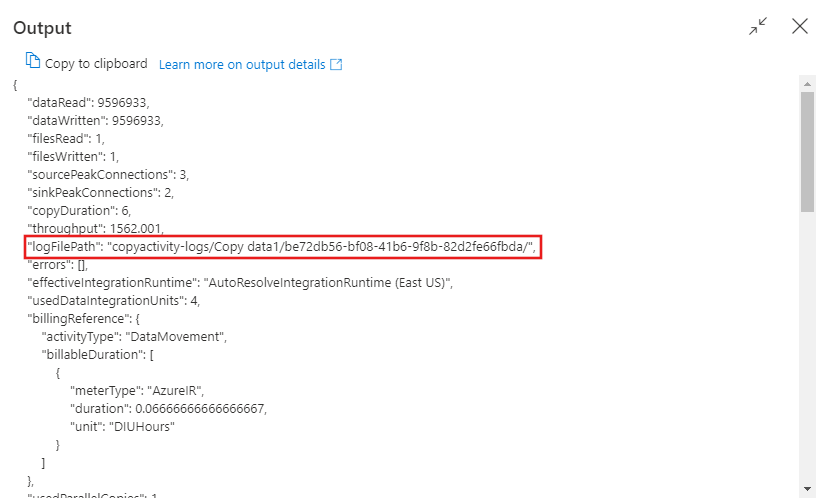 Output
Copy to clipboard Learn more on output details
{
"dataRead": 9596933,
"dataWritten": 9596933,
"filesRead": 1,
"filesWritten": 1,
"sourcePeakConnections": 3,
"sinkPeakConnections": 2,
"copyDuration": 6,
"throughput": 1562.001,
"logFilePath": "copyactivity-logs/Copy data1/be72db56-bf08-41b6-9f8b-82d2fe66fbda/",
"errors": [],
"effectiveIntegrationRuntime": "AutoResolveIntegrationRuntime (East US)",
"usedDataIntegrationUnits": 4,
"billingReference": {
"activityType": "DataMovement",
"billableDuration": [
{
"meterType": "AzureIR",
"duration": 0.06666666666666667,
"unit": "DIUHours"
}
]
},
"usedParallelCopies": 1